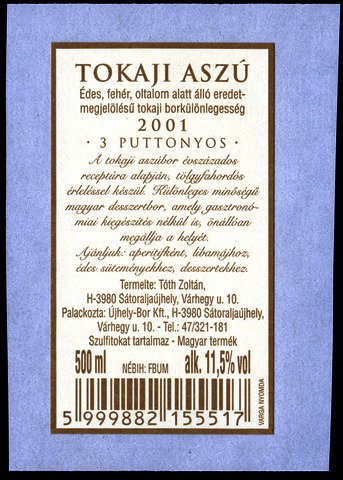 TOKAJI ASZÚ
Édes, fehér, oltalom alatt álló eredet-
megjelölésű tokaji borkülönlegesség
2001
· 3 PUTTONYOS ·
A tokaji aszúbor évszázados
receptúra alapján, tölgyfahordós
érleléssel készül. Különleges minőségű
magyar desszertbor, amely gasztronó-
miai kiegészítés nélkül is, önállóan
megállja a helyét.
Ajánljuk: aperitifként, libamájhoz,
édes süteményekhez, desszertekhez.
Termelte: Tóth Zoltán,
H-3980 Sátoraljaújhely, Várhegy u. 10.
Palackozta: Újhely-Bor Kft., H-3980 Sátoraljaújhely,
Várhegy u. 10. - Tel.: 47/321-181
Szulfitokat tartalmaz - Magyar termék
500 ml NÉBIH: FBUM alk. 11,5% vol
5 999882 155517
VARGA NYOMDA